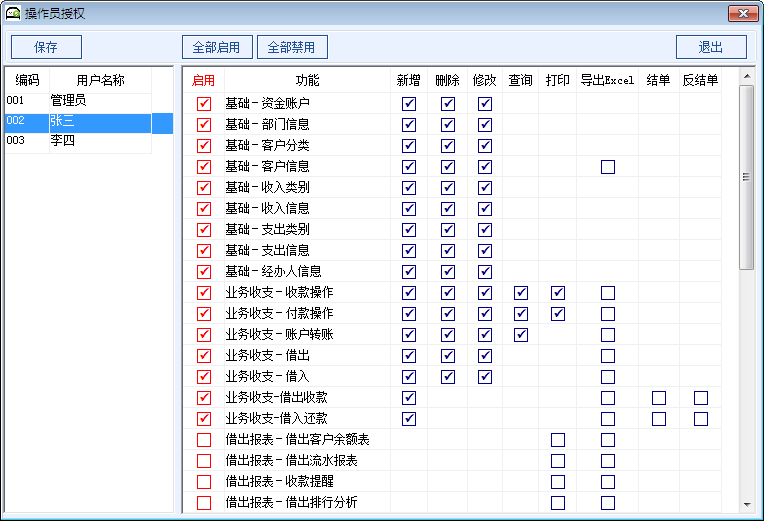 操作员授权
保存 全部启用 全部禁用 退出
编码 用户名称
001 管理员
002 张三
003 李四
启用 功能 新增 删除 修改 查询 打印 导出Excel 结单 反结单
基础-资金账户
基础-部门信息
基础-客户分类
基础-客户信息
基础-收入类别
基础-收入信息
基础-支出类别
基础-支出信息
基础-经办人信息
业务收支-收款操作
业务收支-付款操作
业务收支-账户转账
业务收支-借出
业务收支-借入
业务收支-借出收款
业务收支-借入还款
借出报表-借出客户余额表
借出报表-借出流水报表
借出报表-收款提醒
借出报表-借出排行分析